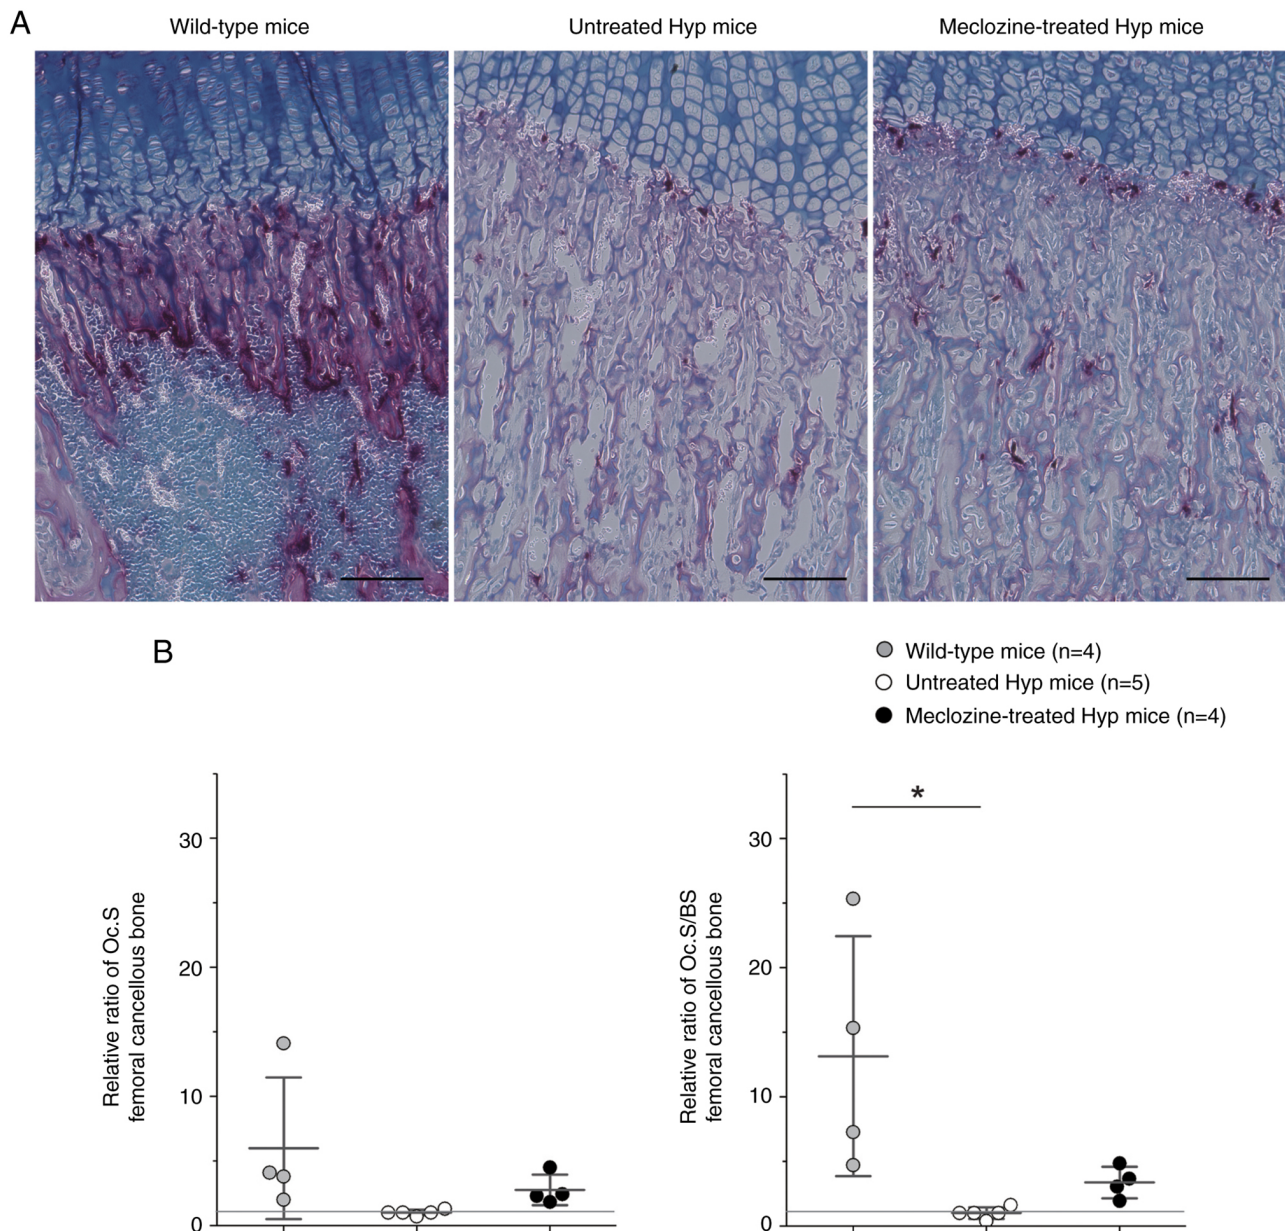 A
Wild-type mice
Untreated Hyp mice
Meclozine-treated Hyp mice
B
Wild-type mice (n=4)
Untreated Hyp mice (n=5)
Meclozine-treated Hyp mice (n=4)
Relative ratio of Oc.S
femoral cancellous bone
30
20
10
0
Relative ratio of Oc.S/BS
femoral cancellous bone
30
20
10
0
*